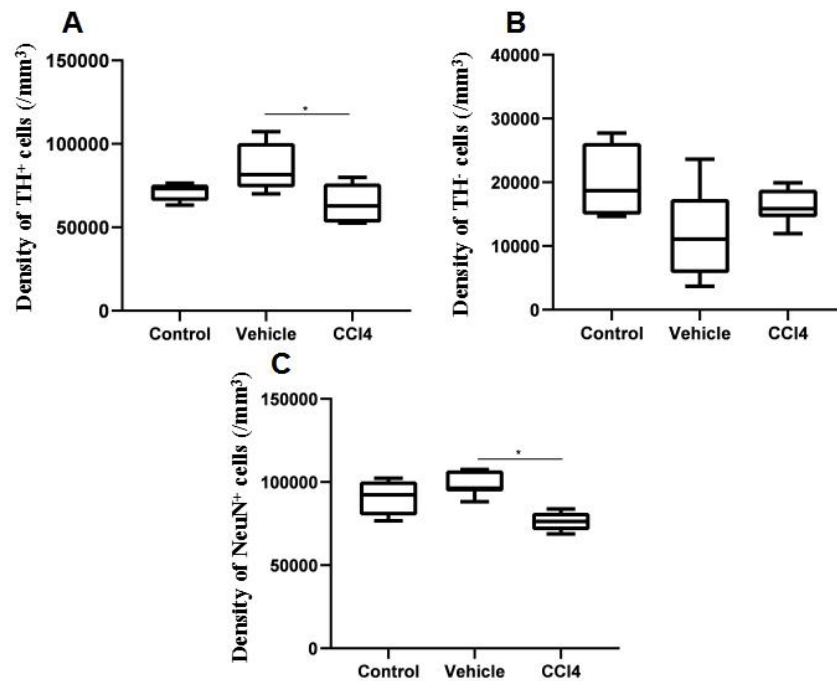 A
Density of TH⁺ cells (/mm³)
150000
100000
50000
0
*
Control Vehicle CCl4
B
Density of TH⁻ cells (/mm³)
40000
30000
20000
10000
0
Control Vehicle CCl4
C
Density of NeuN⁺ cells (/mm³)
150000
100000
50000
0
*
Control Vehicle CCl4